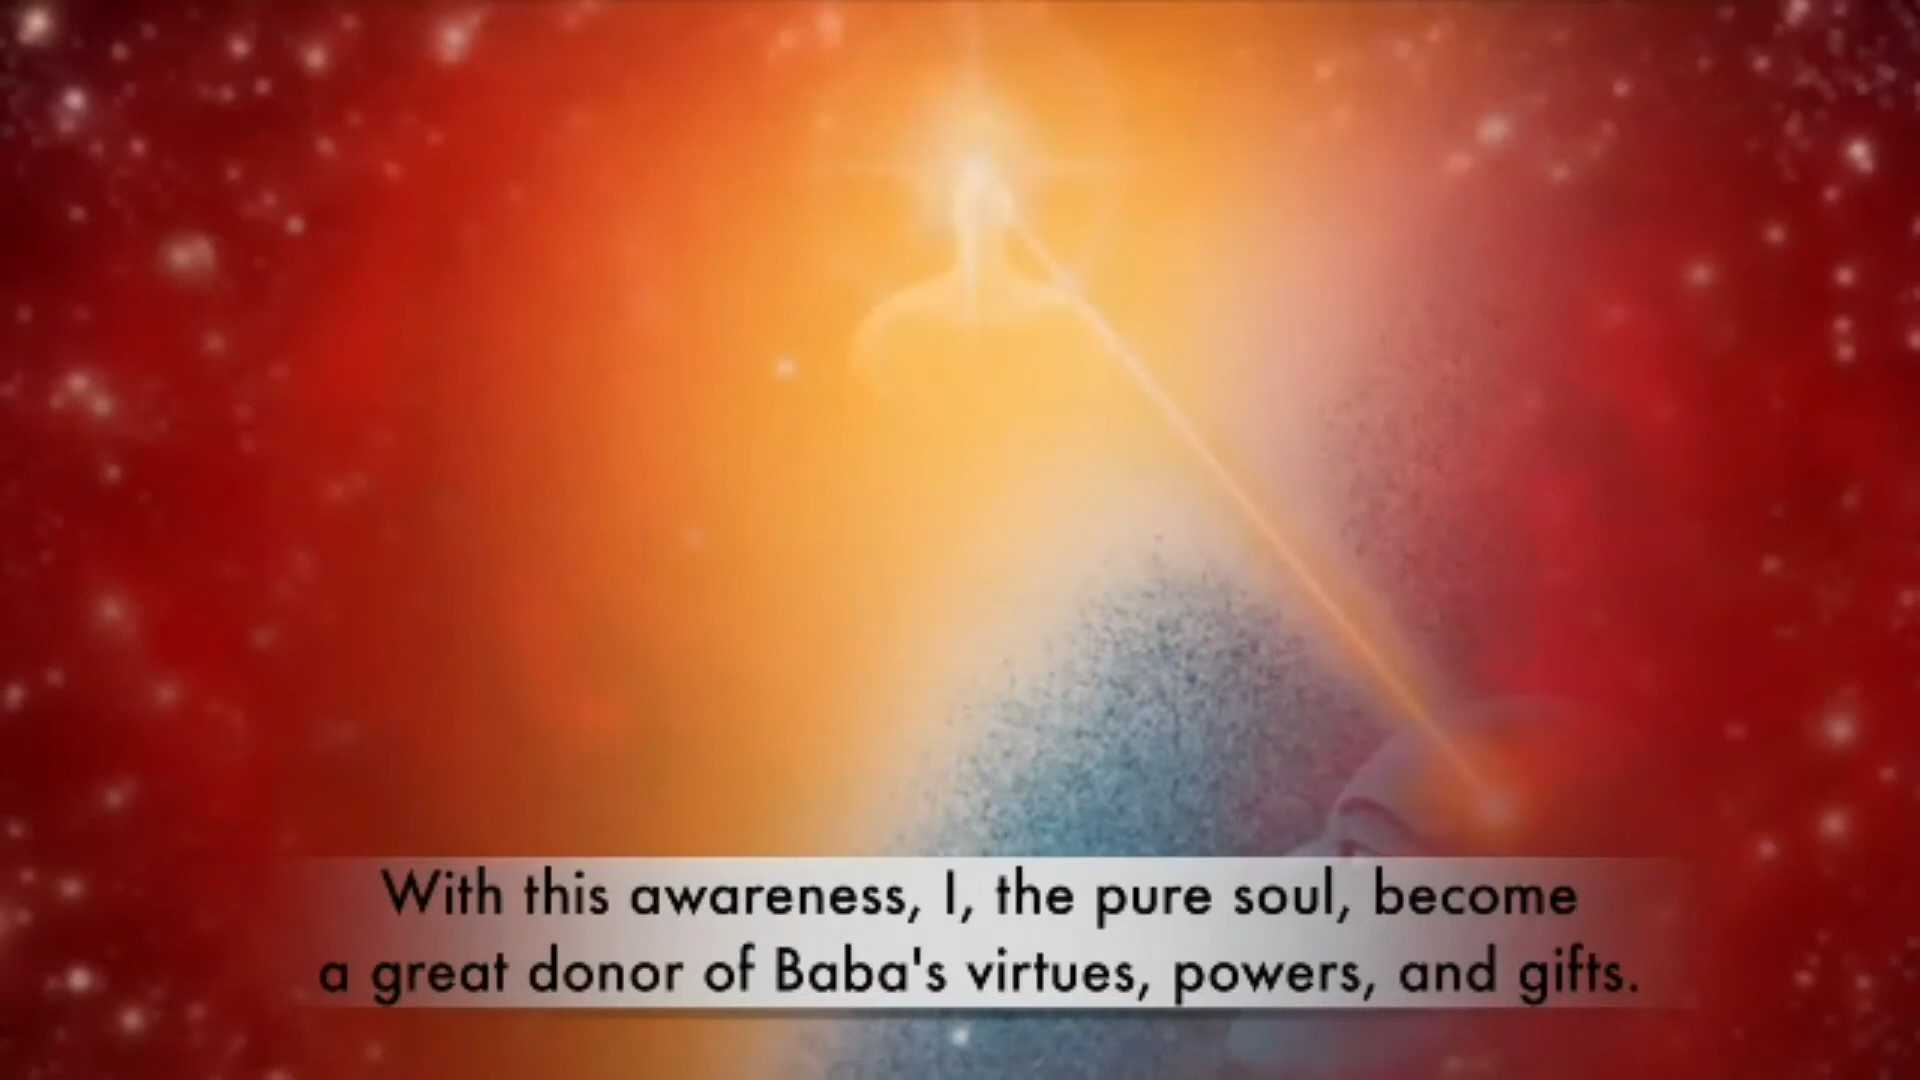 With this awareness, I, the pure soul, become
a great donor of Baba's virtues, powers, and gifts.